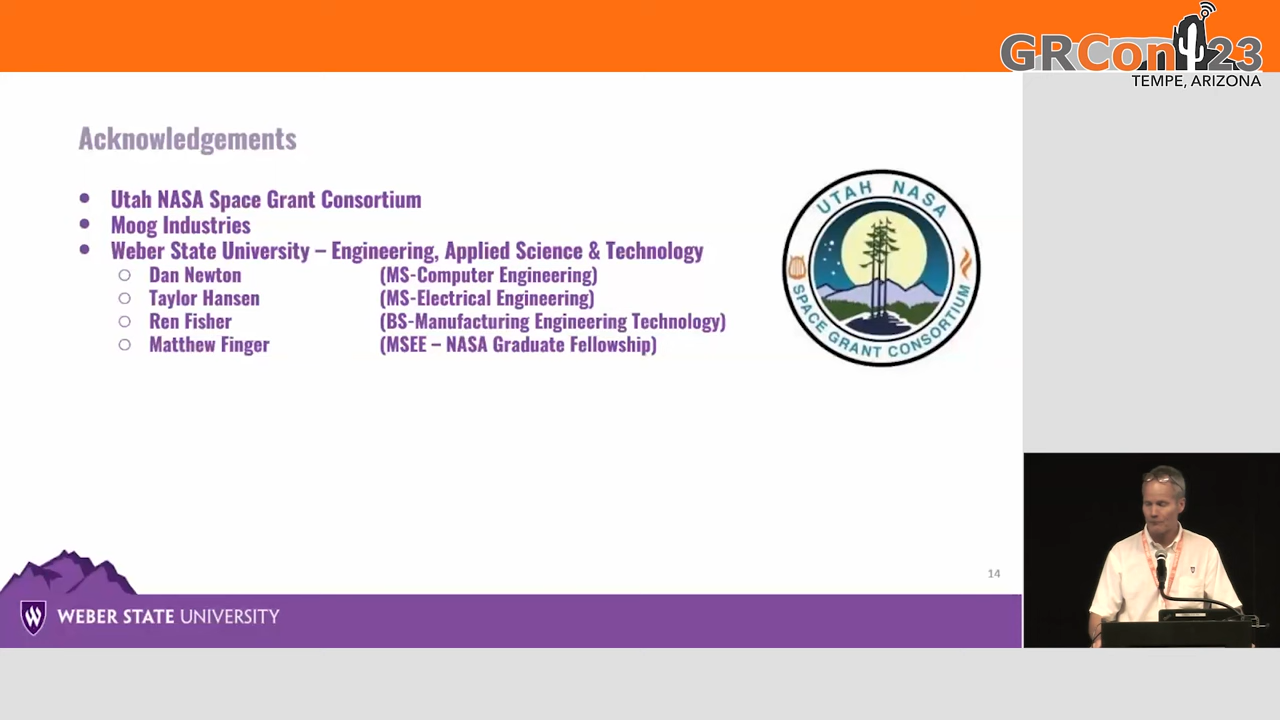 GRCon 23
TEMPE, ARIZONA
Acknowledgements
• Utah NASA Space Grant Consortium
• Moog Industries
• Weber State University – Engineering, Applied Science & Technology
○ Dan Newton (MS-Computer Engineering)
○ Taylor Hansen (MS-Electrical Engineering)
○ Ren Fisher (BS-Manufacturing Engineering Technology)
○ Matthew Finger (MSEE – NASA Graduate Fellowship)
UTAH NASA
SPACE GRANT CONSORTIUM
14
W WEBER STATE UNIVERSITY